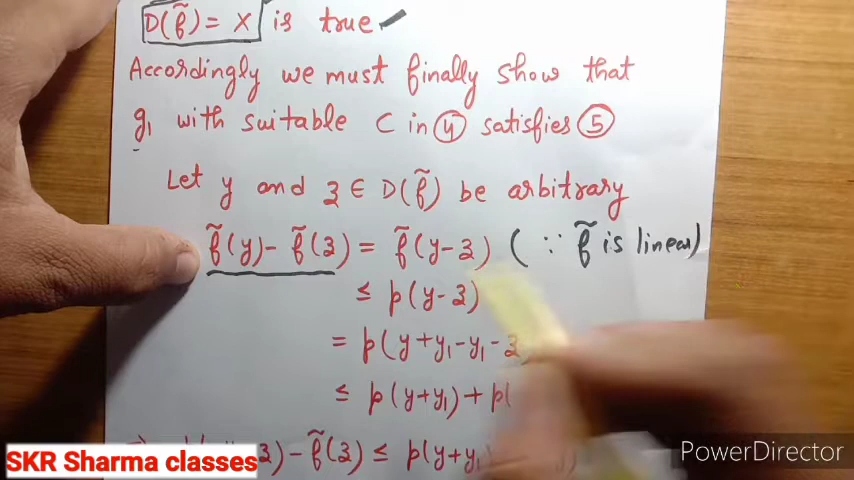 D(f̃) = X is true
Accordingly we must finally show that
g₁ with suitable C in ④ satisfies ⑤
Let y and z ∈ D(f̃) be arbitrary
f̃(y) - f̃(z) = f̃(y-z) (∵ f̃ is linear)
≤ p(y-z)
= p(y+y₁-y₁-z
≤ p(y+y₁) + p(
z) - f̃(z) ≤ p(y+y₁)
SKR Sharma classes
PowerDirector